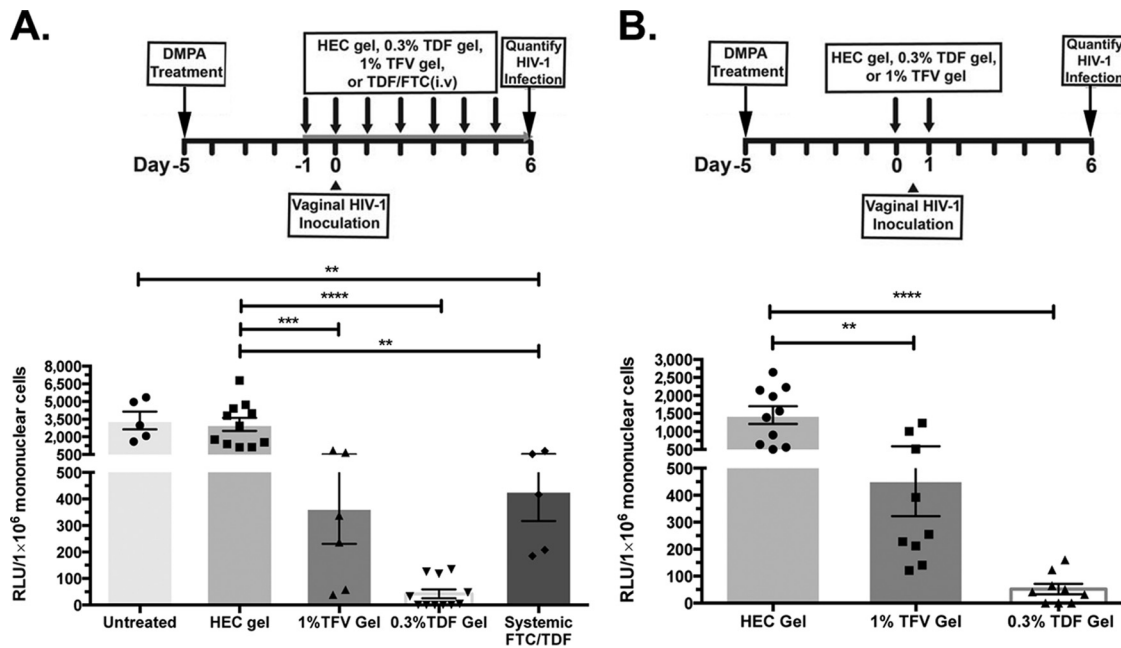 A.
DMPA
Treatment
HEC gel, 0.3% TDF gel,
1% TFV gel,
or TDF/FTC(i.v)
Quantify
HIV-1
Infection
Day -5
-1
0
6
Vaginal HIV-1
Inoculation
**
****
***
**
RLU/1×10⁶ mononuclear cells
8,000
6,500
5,000
3,500
2,000
500
500
400
300
200
100
0
Untreated
HEC gel
1%TFV Gel
0.3%TDF Gel
Systemic
FTC/TDF
B.
DMPA
Treatment
HEC gel, 0.3% TDF gel,
or 1% TFV gel
Quantify
HIV-1
Infection
Day -5
0
1
6
Vaginal HIV-1
Inoculation
****
**
RLU/1×10⁶ mononuclear cells
3,000
2,500
2,000
1,500
1,000
500
500
400
300
200
100
0
HEC Gel
1% TFV Gel
0.3% TDF Gel